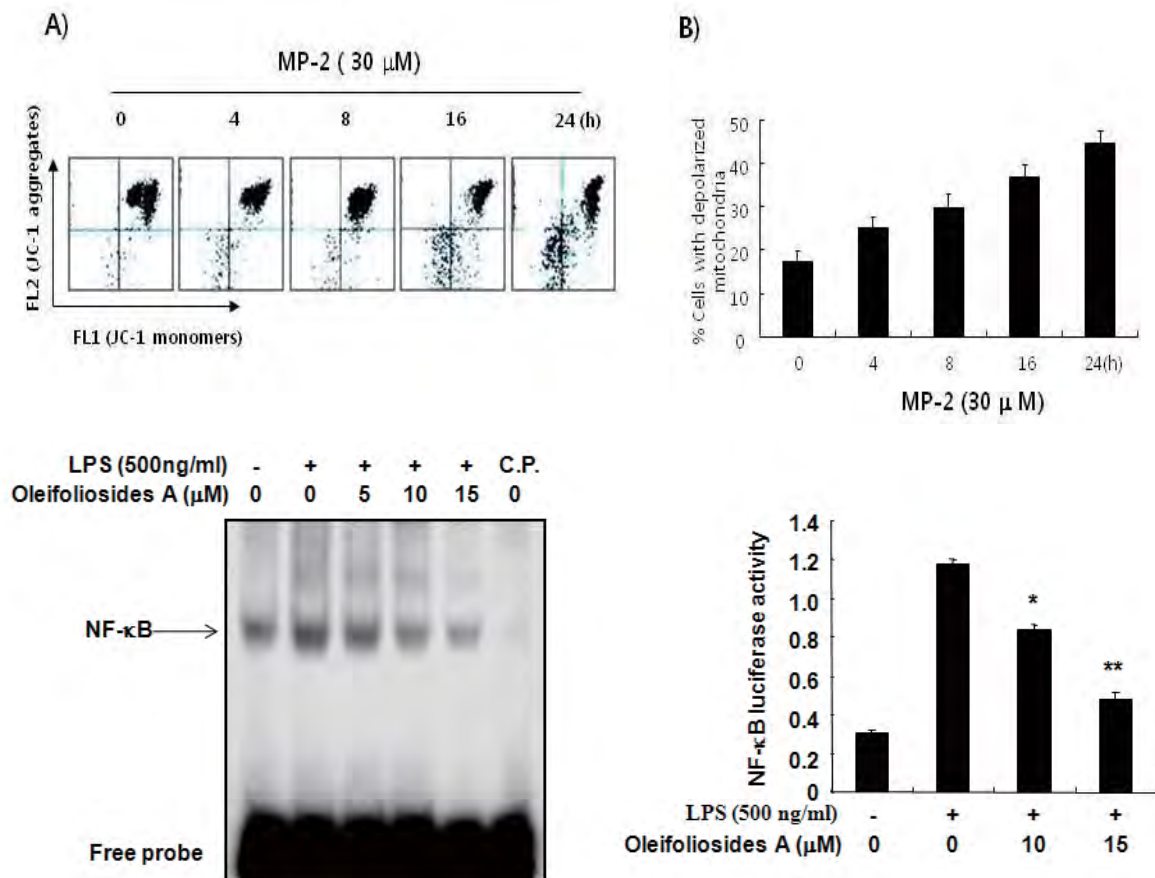 A)
MP-2 ( 30 μM)
0 4 8 16 24 (h)
FL2 (JC-1 aggregates)
FL1 (JC-1 monomers)
B)
% Cells with depolarized
mitochondria
50
40
30
20
10
0
0 4 8 16 24(h)
MP-2 (30 μ M)
LPS (500ng/ml) - + + + + C.P.
Oleifoliosides A (μM) 0 0 5 10 15 0
NF-κB
Free probe
NF-κB luciferase activity
1.4
1.2
1.0
0.8
0.6
0.4
0.2
0
*
**
LPS (500 ng/ml) - + + +
Oleifoliosides A (μM) 0 0 10 15